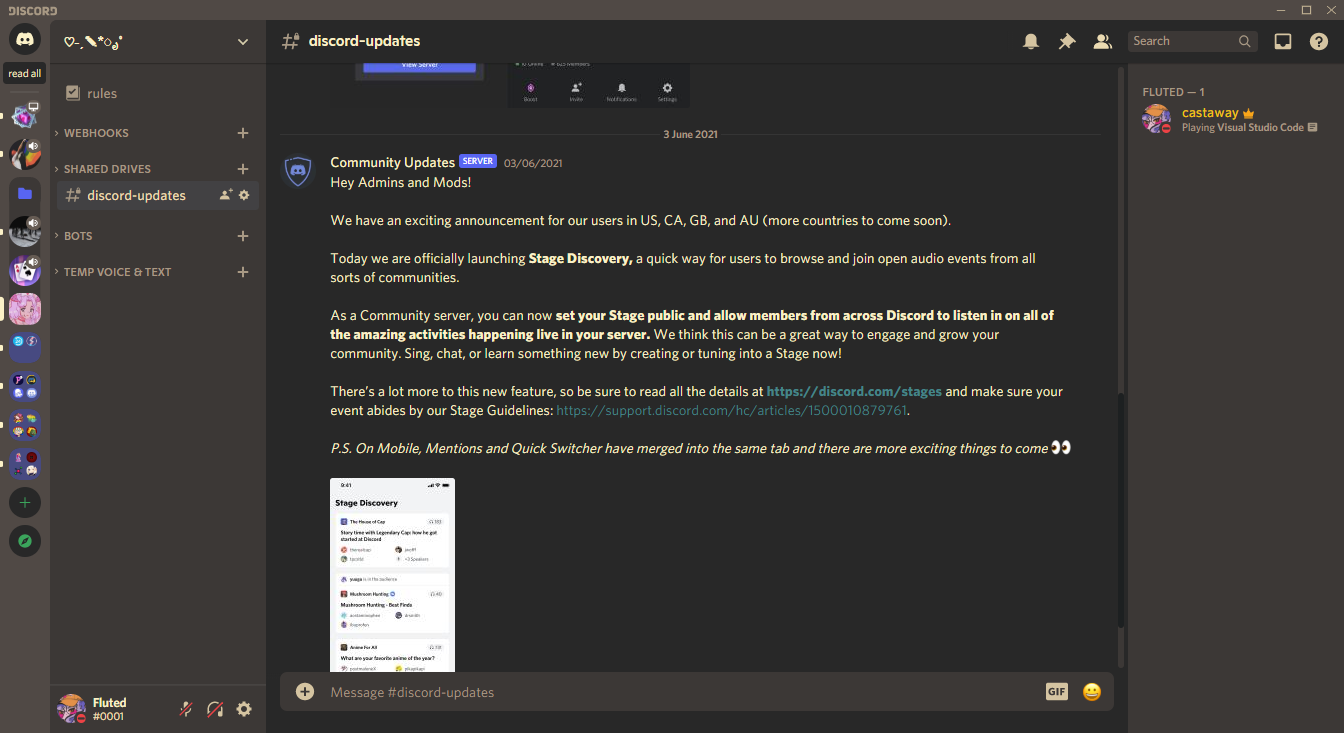 DISCORD
read all
rules
WEBHOOKS
SHARED DRIVES
discord-updates
BOTS
TEMP VOICE & TEXT
Fluted
#0001
discord-updates
Search
View Server
Boost
Invite
Notifications
Settings
3 June 2021
Community Updates SERVER 03/06/2021
Hey Admins and Mods!
We have an exciting announcement for our users in US, CA, GB, and AU (more countries to come soon).
Today we are officially launching Stage Discovery, a quick way for users to browse and join open audio events from all
sorts of communities.
As a Community server, you can now set your Stage public and allow members from across Discord to listen in on all of
the amazing activities happening live in your server. We think this can be a great way to engage and grow your
community. Sing, chat, or learn something new by creating or tuning into a Stage now!
There's a lot more to this new feature, so be sure to read all the details at https://discord.com/stages and make sure your
event abides by our Stage Guidelines: https://support.discord.com/hc/articles/1500010879761.
P.S. On Mobile, Mentions and Quick Switcher have merged into the same tab and there are more exciting things to come 👀
9:41
Stage Discovery
The House of Cap
Story time with Legendary Cap: how he got
started at Discord
+3 Speakers
is in the audience
Mushroom Hunting
Mushroom Hunting - Best Finds
Anime For All
What are your favorite anime of the year?
Message #discord-updates
GIF
FLUTED — 1
castaway
Playing Visual Studio Code